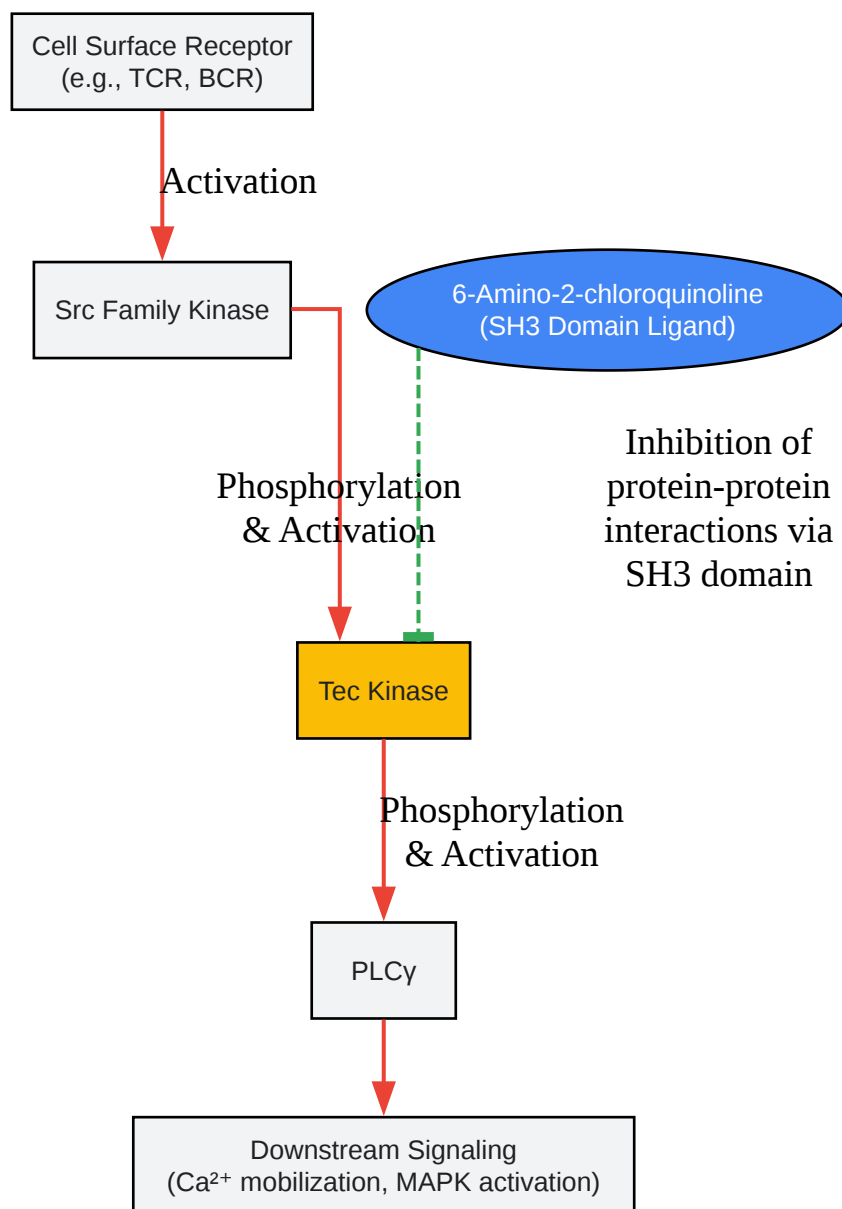 Cell Surface Receptor
(e.g., TCR, BCR)
Activation
Src Family Kinase
6-Amino-2-chloroquinoline
(SH3 Domain Ligand)
Phosphorylation
& Activation
Inhibition of
protein-protein
interactions via
SH3 domain
Tec Kinase
Phosphorylation
& Activation
PLCγ
Downstream Signaling
(Ca²⁺ mobilization, MAPK activation)